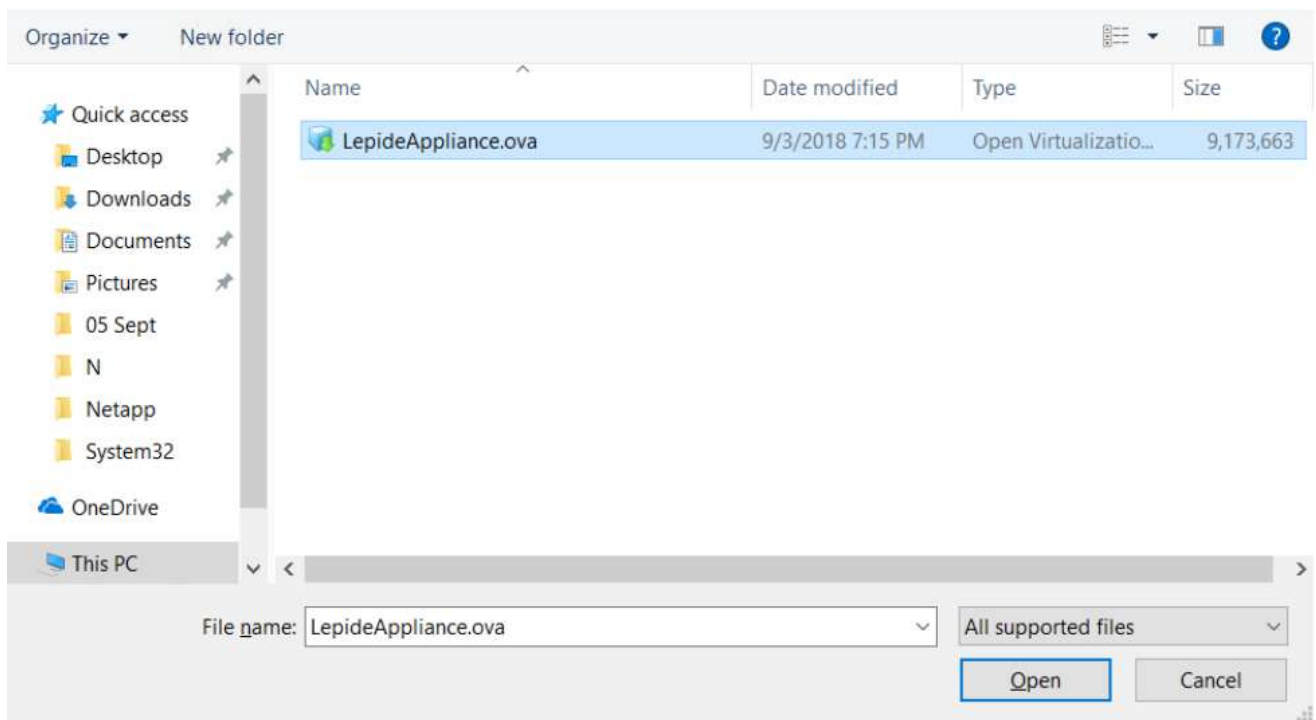 Organize New folder ?
Name Date modified Type Size
Quick access
LepideAppliance.ova 9/3/2018 7:15 PM Open Virtualizatio... 9,173,663
Desktop
Downloads
Documents
Pictures
05 Sept
N
Netapp
System32
OneDrive
This PC
File name: LepideAppliance.ova All supported files
Open Cancel